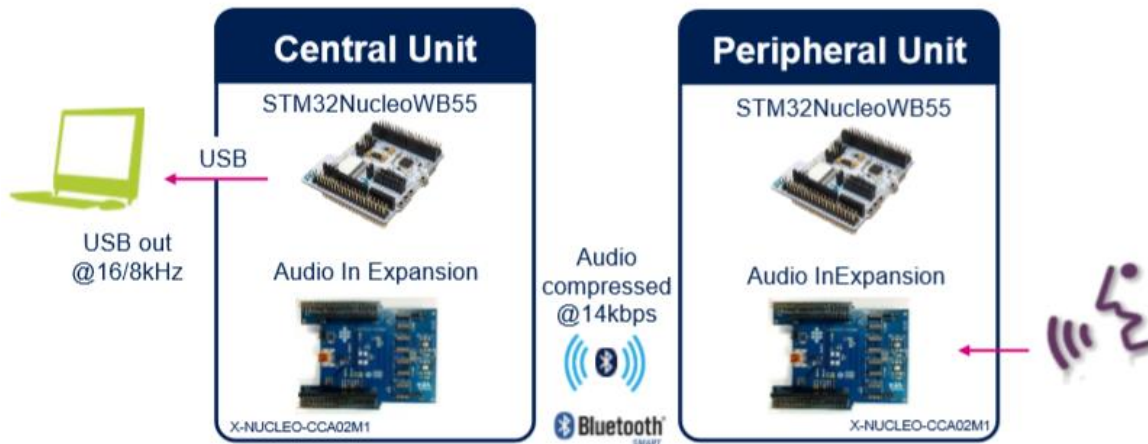 Central Unit
STM32NucleoWB55
USB
USB out
@16/8kHz
Audio In Expansion
X-NUCLEO-CCA02M1
Audio
compressed
@14kbps
Bluetooth
SMART
Peripheral Unit
STM32NucleoWB55
Audio InExpansion
X-NUCLEO-CCA02M1